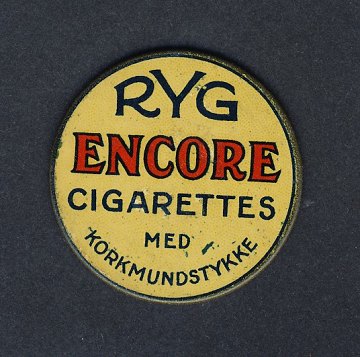 RYG
ENCORE
CIGARETTES
MED
KORKMUNDSTYKKE